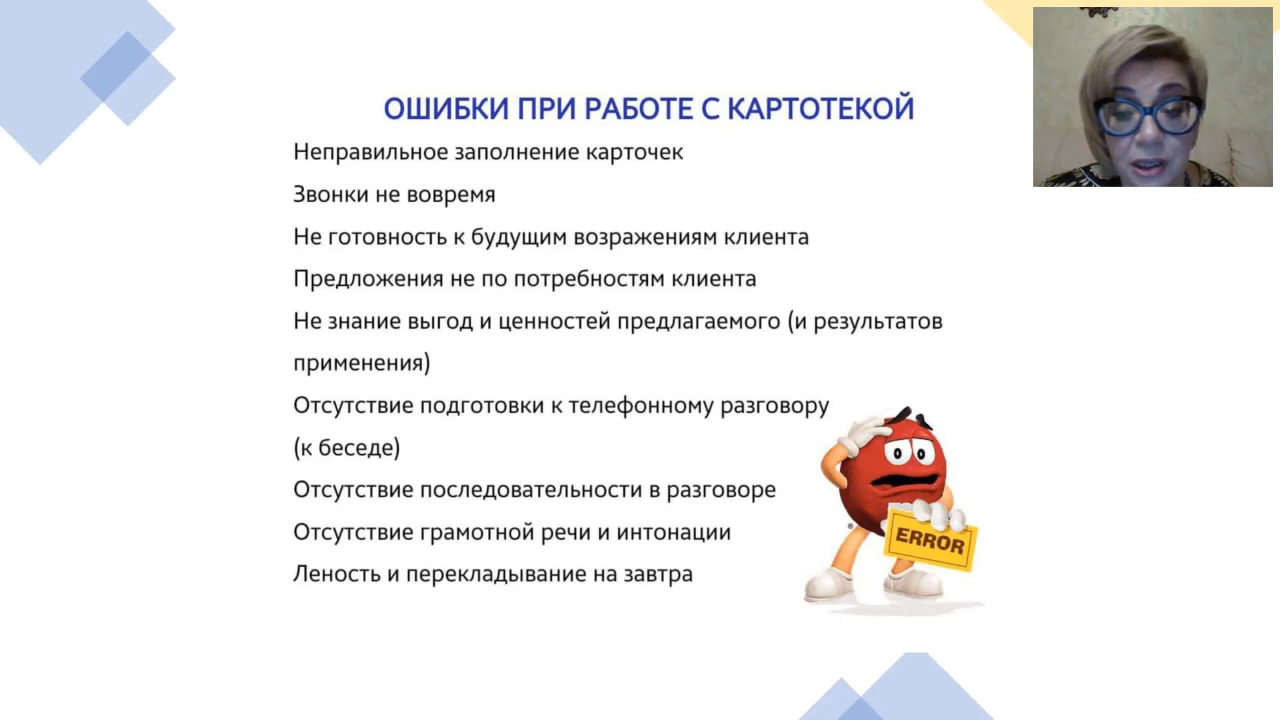 ОШИБКИ ПРИ РАБОТЕ С КАРТОТЕКОЙ
Неправильное заполнение карточек
Звонки не вовремя
Не готовность к будущим возражениям клиента
Предложения не по потребностям клиента
Не знание выгод и ценностей предлагаемого (и результатов
применения)
Отсутствие подготовки к телефонному разговору
(к беседе)
Отсутствие последовательности в разговоре
Отсутствие грамотной речи и интонации
Леность и перекладывание на завтра
®
ERROR